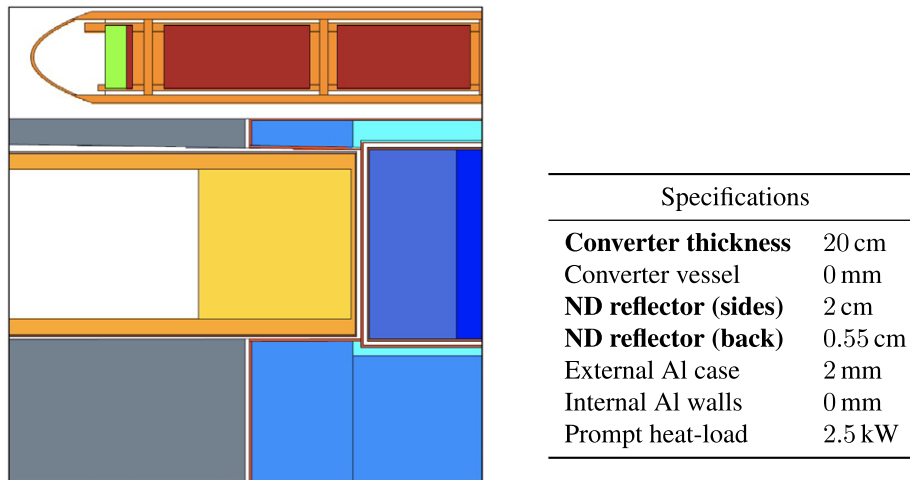 Specifications
Converter thickness 20 cm
Converter vessel 0 mm
ND reflector (sides) 2 cm
ND reflector (back) 0.55 cm
External Al case 2 mm
Internal Al walls 0 mm
Prompt heat-load 2.5 kW